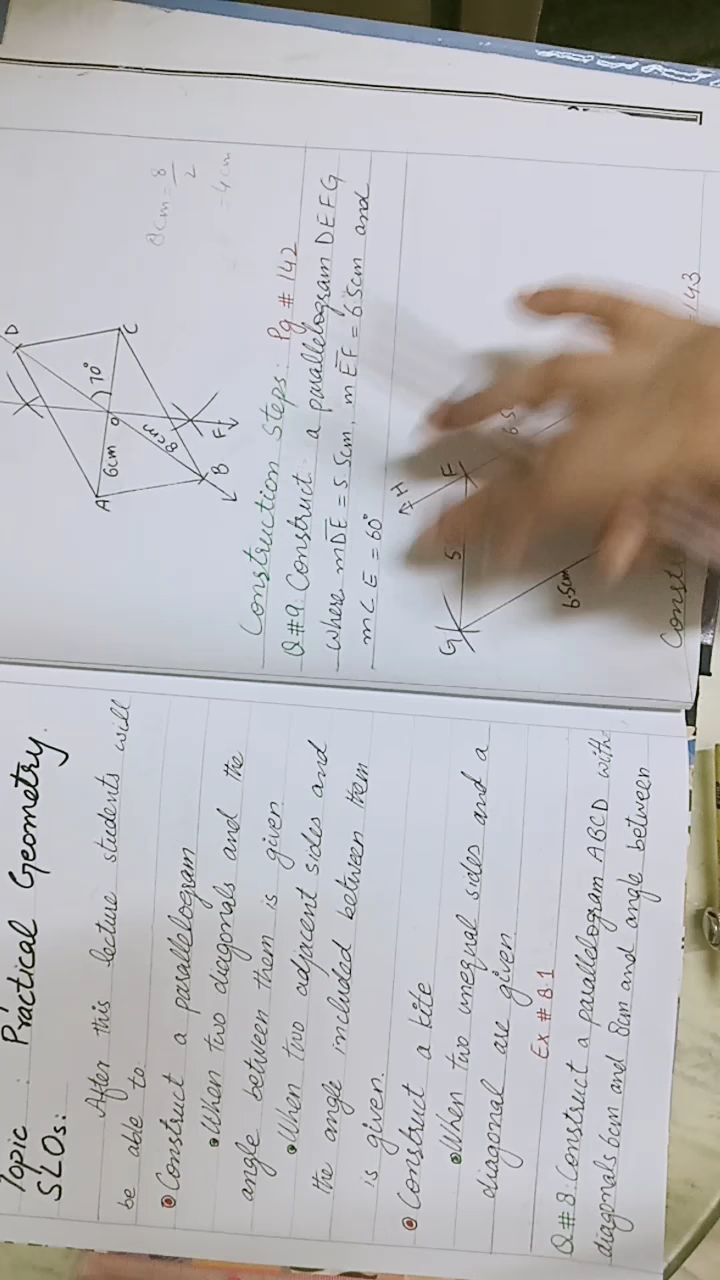 Topic : Practical Geometry.
SLOs:
After this lecture students will
be able to
Construct a parallelogram
When two diagonals and the
angle between them is given.
When two adjacent sides and
the angle included between them
is given.
Construct a kite
When two unequal sides and a
diagonal are given
Ex # 8.1
Q # 8: Construct a parallelogram ABCD with
diagonals 6cm and 8cm and angle between
D
C
70°
O
6cm
8cm
A
B
F
8cm = 8/2
= 4cm
Construction Steps: Pg # 142
Q # 9: Construct a parallelogram DEFG
where mDE = 5.5cm, mEF = 6.5cm and
m∠E = 60°
H
G
F
5
6.5
6.5cm
Const
143